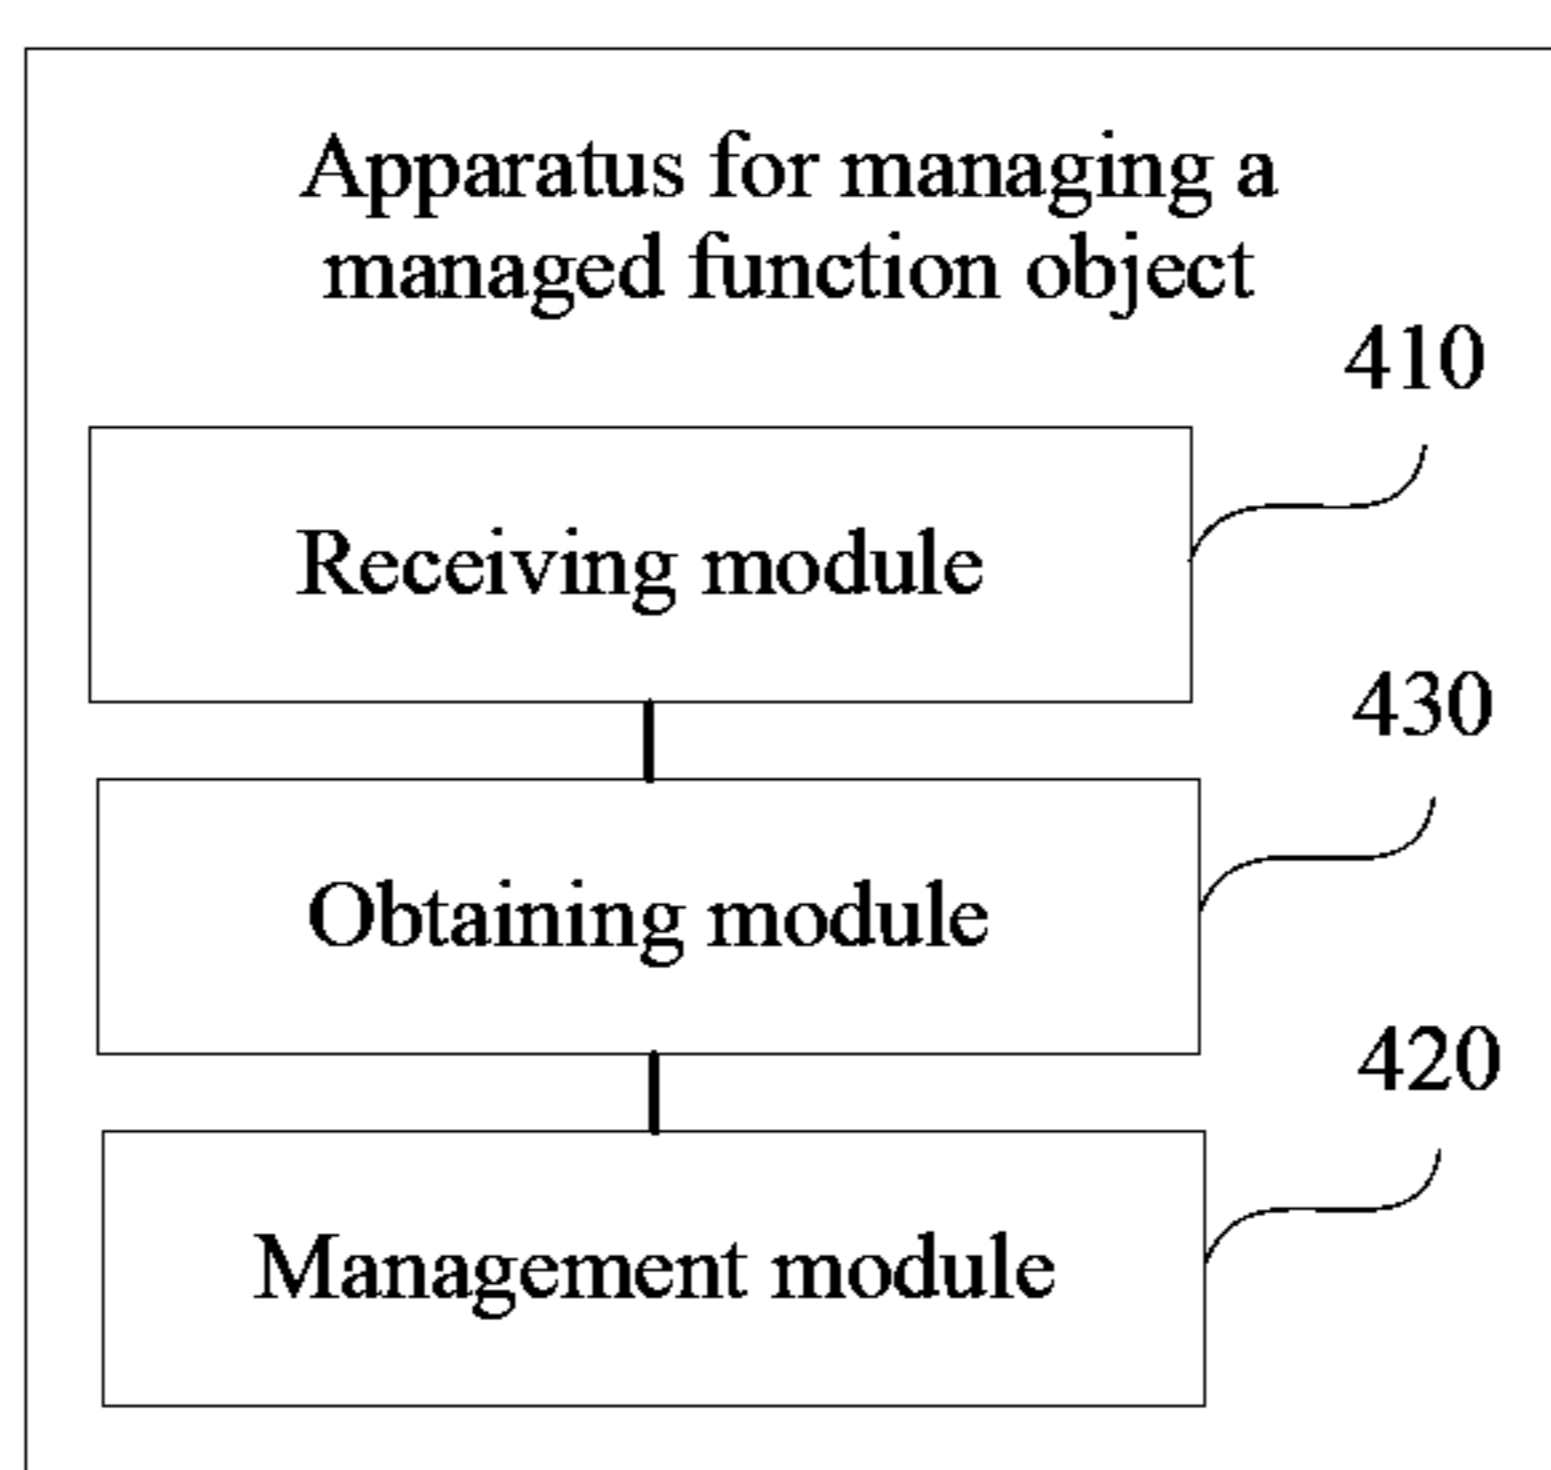 Apparatus for managing a
managed function object
410
Receiving module
430
Obtaining module
420
Management module